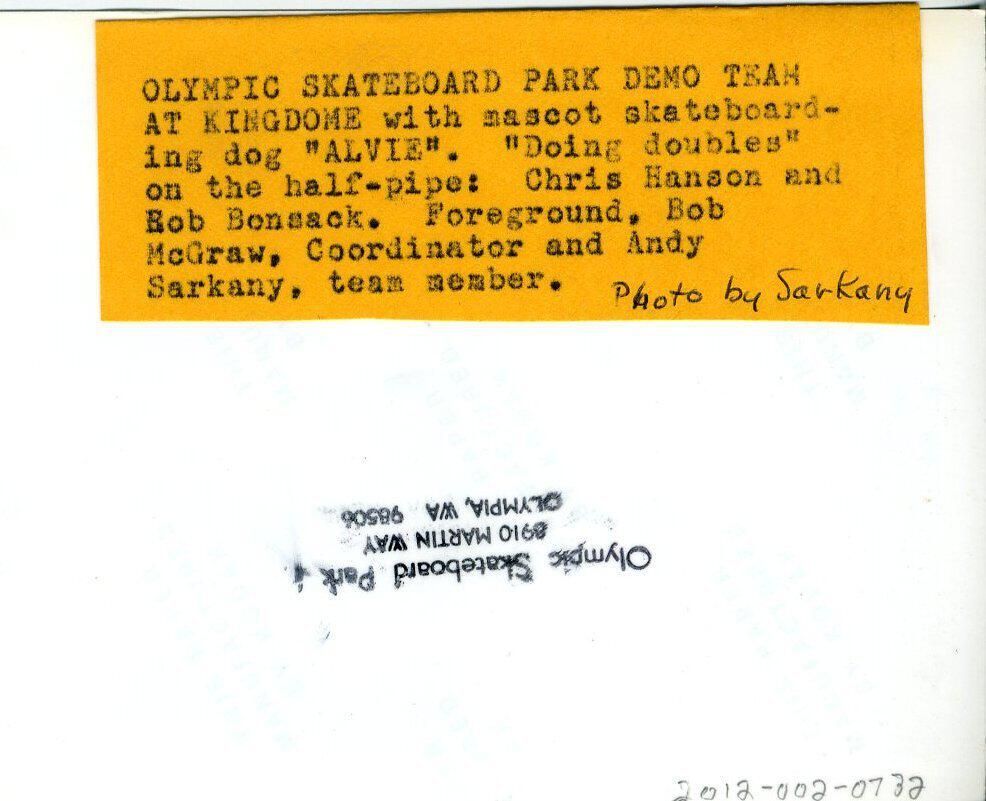 OLYMPIC SKATEBOARD PARK DEMO TEAM
AT KINGDOME with mascot skateboard-
ing dog "ALVIE". "Doing doubles"
on the half-pipe: Chris Hanson and
Rob Bonsack. Foreground, Bob
McGraw, Coordinator and Andy
Sarkany, team member.
Photo by Sarkany
Olympic Skateboard Park
8910 MARTIN WAY
OLYMPIA, WA 98506
2012-002-0732